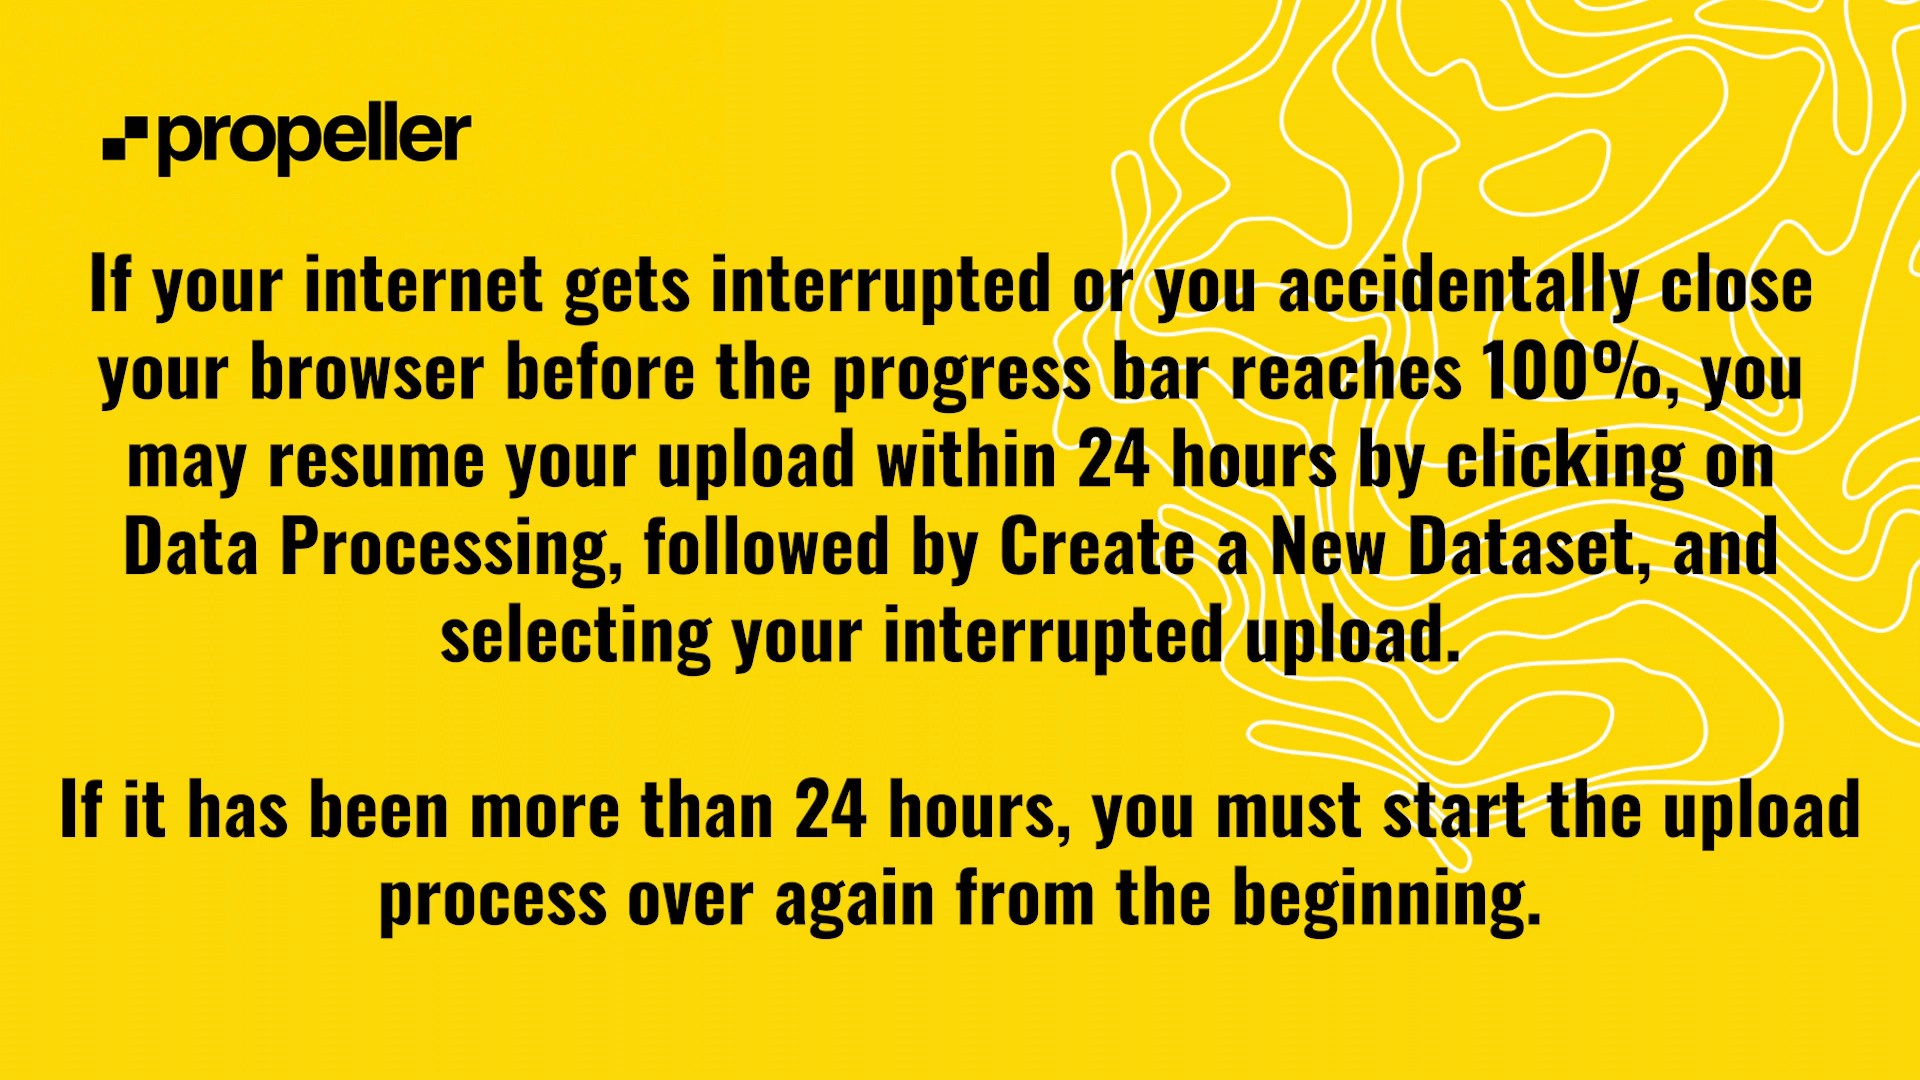 propeller
If your internet gets interrupted or you accidentally close
your browser before the progress bar reaches 100%, you
may resume your upload within 24 hours by clicking on
Data Processing, followed by Create a New Dataset, and
selecting your interrupted upload.
If it has been more than 24 hours, you must start the upload
process over again from the beginning.